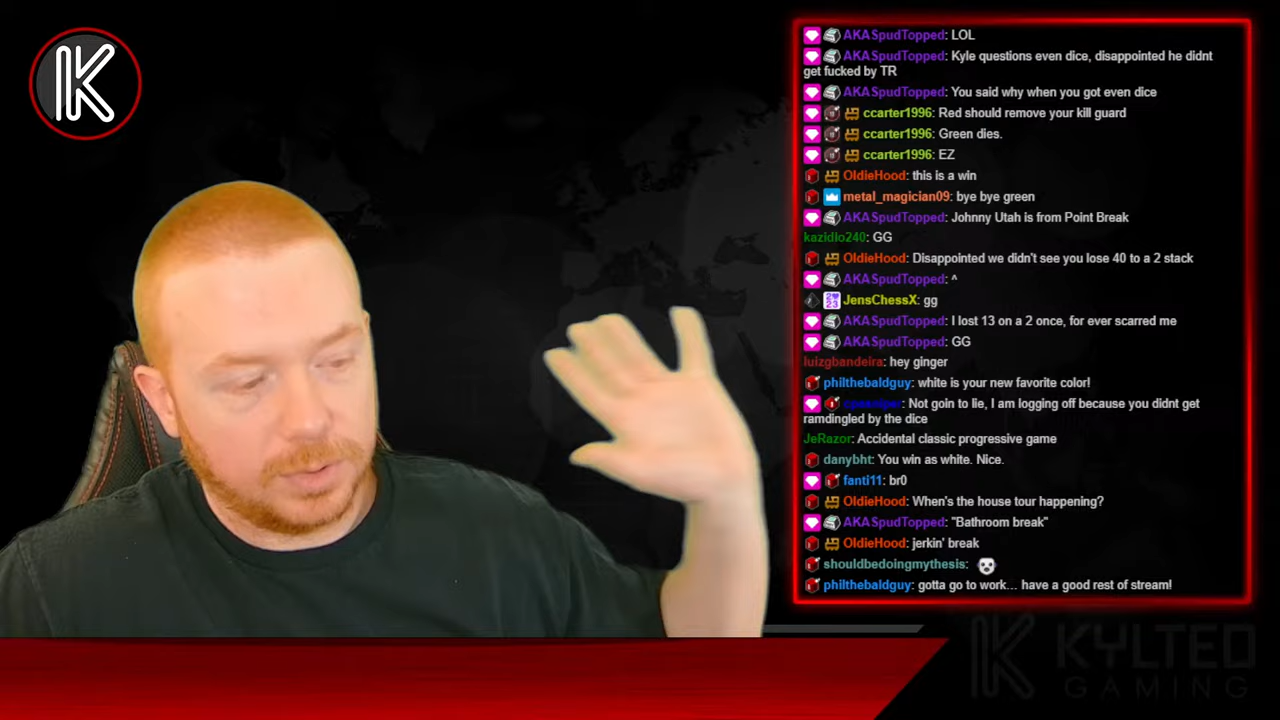 K
AKASpudTopped: LOL
AKASpudTopped: Kyle questions even dice, disappointed he didnt
get fucked by TR
AKASpudTopped: You said why when you got even dice
ccarter1996: Red should remove your kill guard
ccarter1996: Green dies.
ccarter1996: EZ
OldieHood: this is a win
metal_magician09: bye bye green
AKASpudTopped: Johnny Utah is from Point Break
kazidlo240: GG
OldieHood: Disappointed we didn't see you lose 40 to a 2 stack
AKASpudTopped: ^
JensChessX: gg
AKASpudTopped: I lost 13 on a 2 once, for ever scarred me
AKASpudTopped: GG
luizgbandeira: hey ginger
philthebaldguy: white is your new favorite color!
Not goin to lie, I am logging off because you didnt get
ramdingled by the dice
JeRazor: Accidental classic progressive game
danybht: You win as white. Nice.
fanti11: br0
OldieHood: When's the house tour happening?
AKASpudTopped: "Bathroom break"
OldieHood: jerkin' break
shouldbedoingmythesis:
philthebaldguy: gotta go to work... have a good rest of stream!
K KYLTED
GAMING